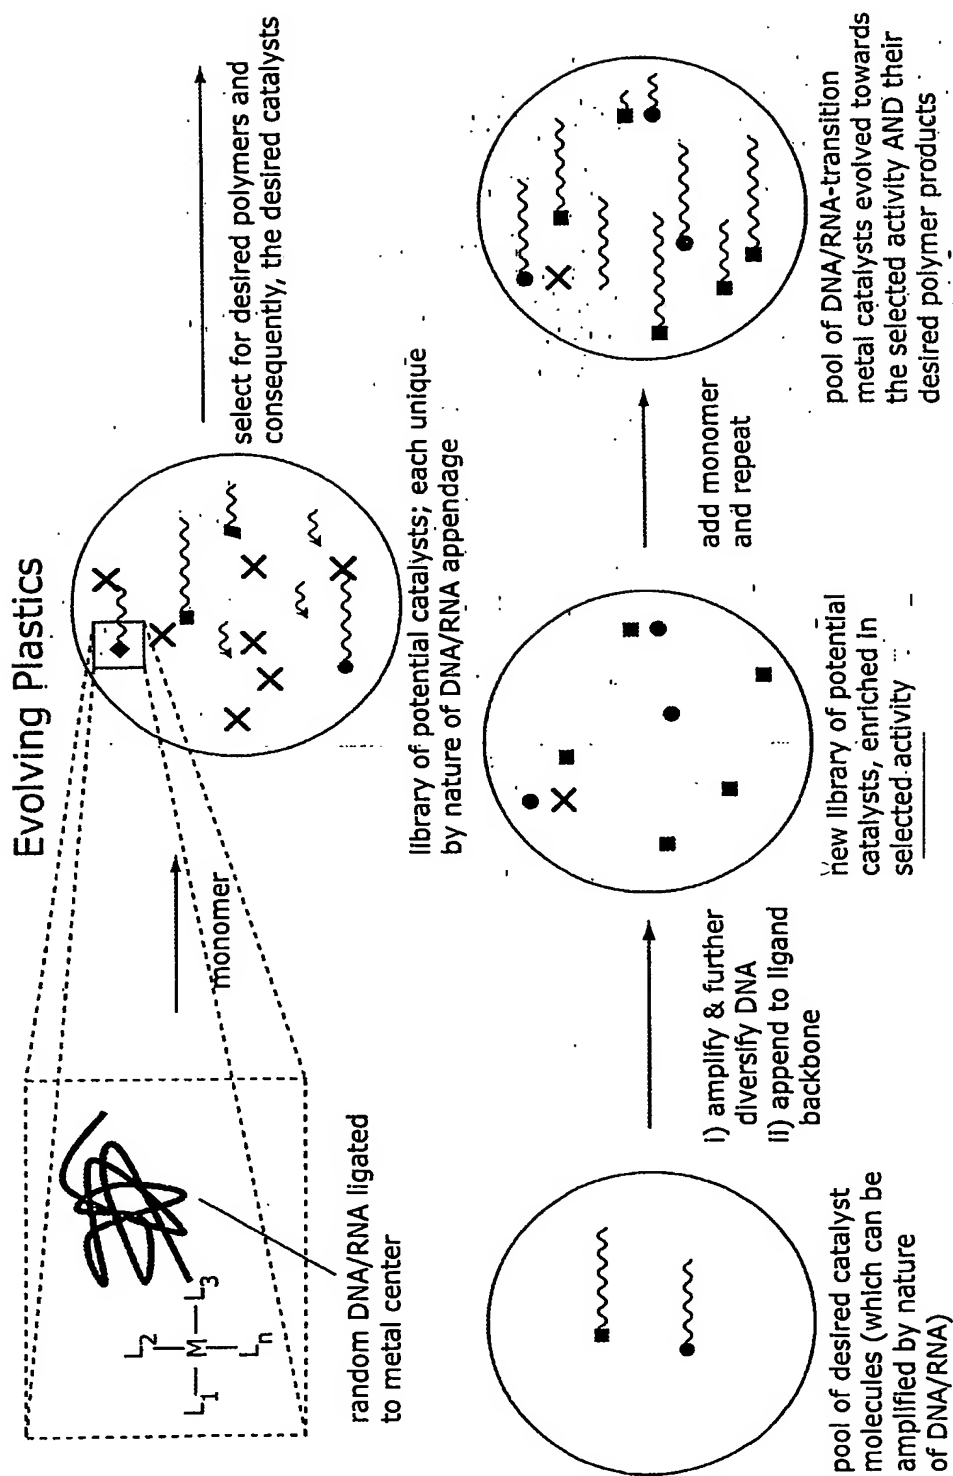 Evolving Plastics
L2
L1 — M — L3
Ln
random DNA/RNA ligated
to metal center
monomer
library of potential catalysts; each unique
by nature of DNA/RNA appendage
select for desired polymers and
consequently, the desired catalysts
pool of desired catalyst
molecules (which can be
amplified by nature
of DNA/RNA)
i) amplify & further
diversify DNA
ii) append to ligand
backbone
new library of potential
catalysts, enriched in
selected activity
add monomer
and repeat
pool of DNA/RNA-transition
metal catalysts evolved towards
the selected activity AND their
desired polymer products